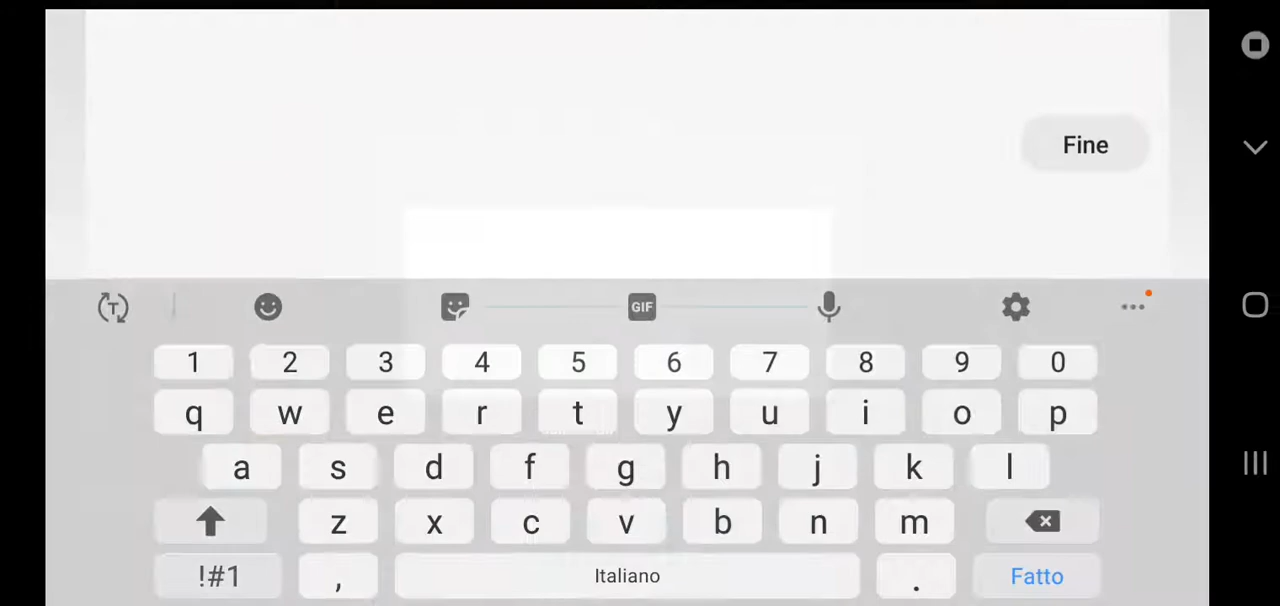 Fine
T
GIF
1 2 3 4 5 6 7 8 9 0
q w e r t y u i o p
a s d f g h j k l
z x c v b n m
!#1 , Italiano . Fatto